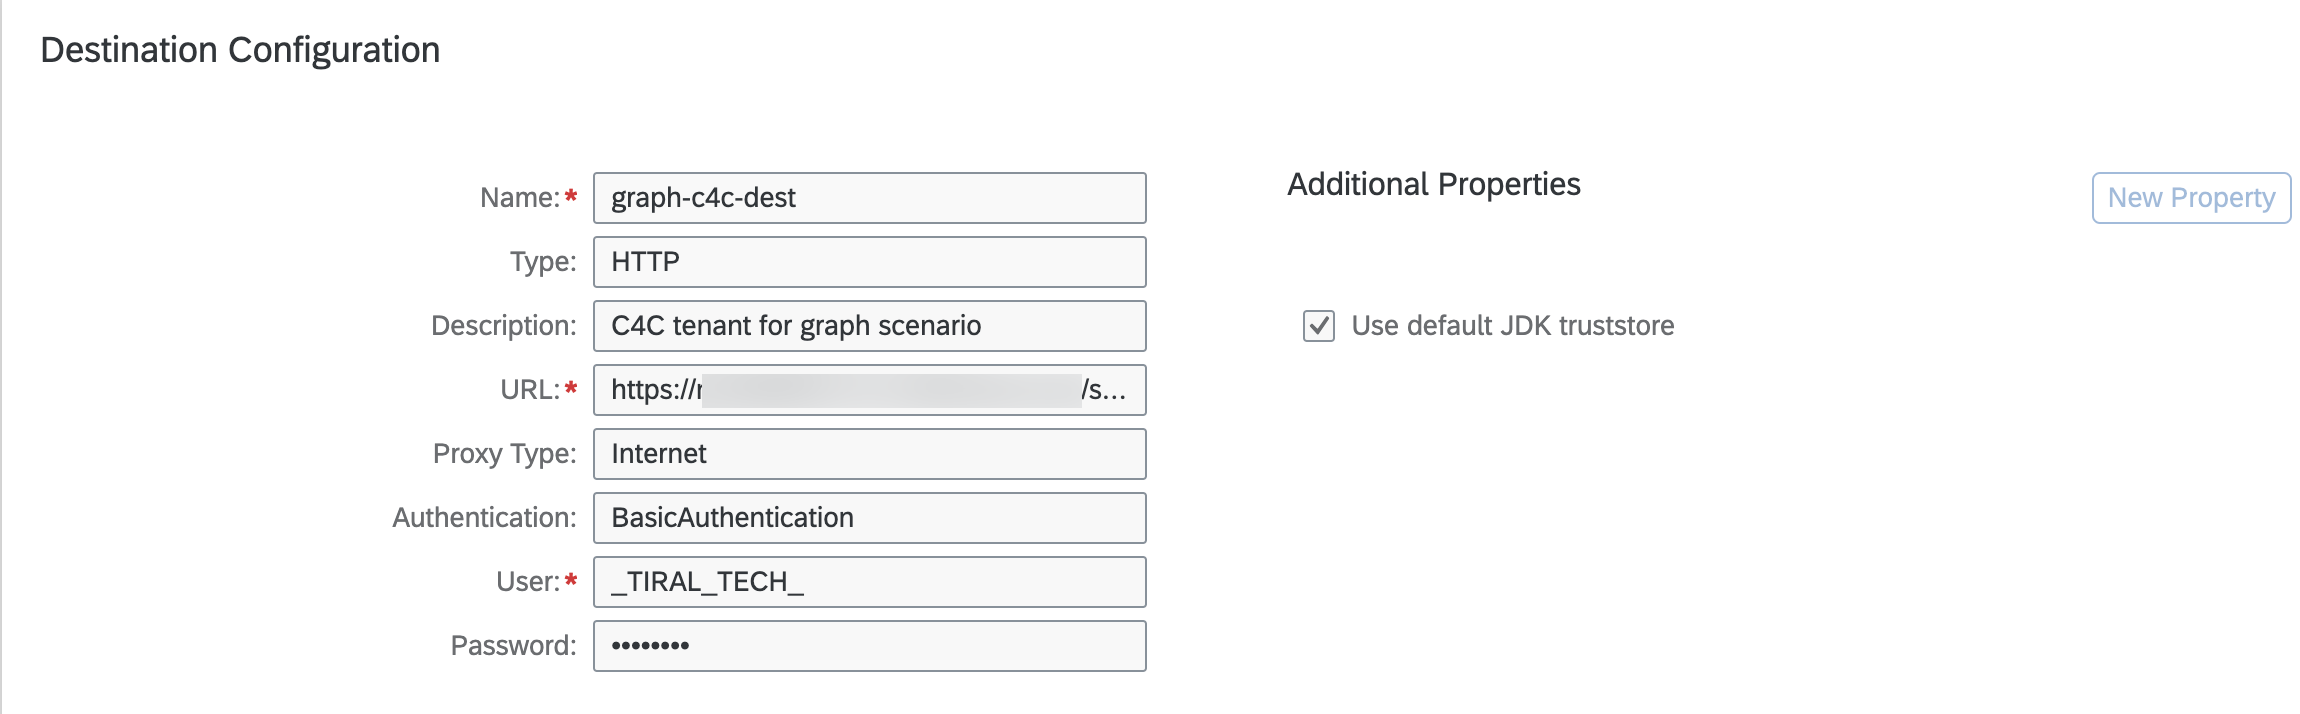 Destination Configuration
Name:* graph-c4c-dest
Type: HTTP
Description: C4C tenant for graph scenario
URL:* https:// /s...
Proxy Type: Internet
Authentication: BasicAuthentication
User:* _TIRAL_TECH_
Password: ••••••••
Additional Properties
New Property
Use default JDK truststore